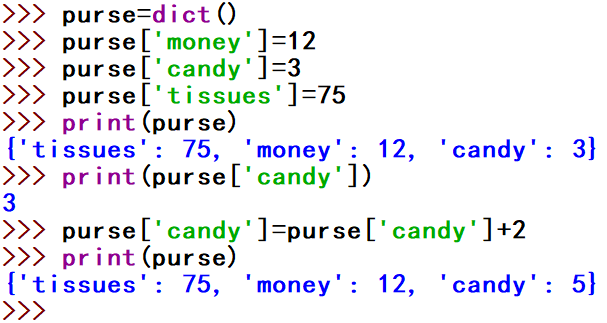 >>> purse=dict()
>>> purse['money']=12
>>> purse['candy']=3
>>> purse['tissues']=75
>>> print(purse)
{'tissues': 75, 'money': 12, 'candy': 3}
>>> print(purse['candy'])
3
>>> purse['candy']=purse['candy']+2
>>> print(purse)
{'tissues': 75, 'money': 12, 'candy': 5}
>>>